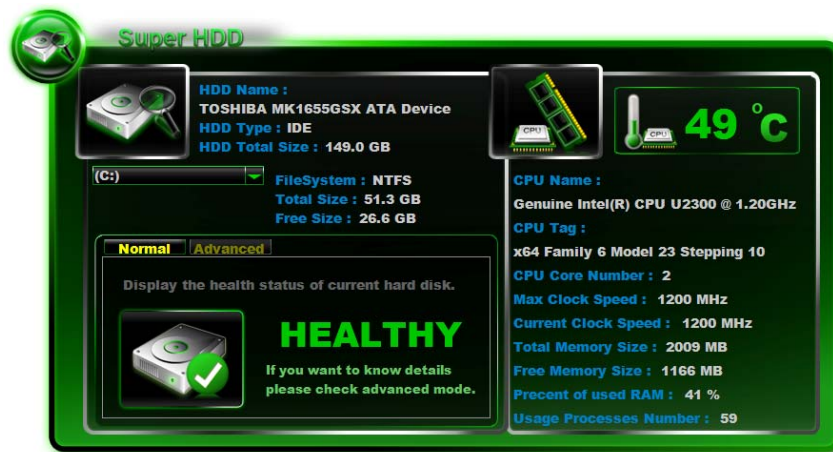 Super HDD
HDD Name :
TOSHIBA MK1655GSX ATA Device
HDD Type : IDE
HDD Total Size : 149.0 GB
(C:)
FileSystem : NTFS
Total Size : 51.3 GB
Free Size : 26.6 GB
Normal
Advanced
Display the health status of current hard disk.
HEALTHY
If you want to know details
please check advanced mode.
CPU
CPU
49 °C
CPU Name :
Genuine Intel(R) CPU U2300 @ 1.20GHz
CPU Tag :
x64 Family 6 Model 23 Stepping 10
CPU Core Number : 2
Max Clock Speed : 1200 MHz
Current Clock Speed : 1200 MHz
Total Memory Size : 2009 MB
Free Memory Size : 1166 MB
Precent of used RAM : 41 %
Usage Processes Number : 59